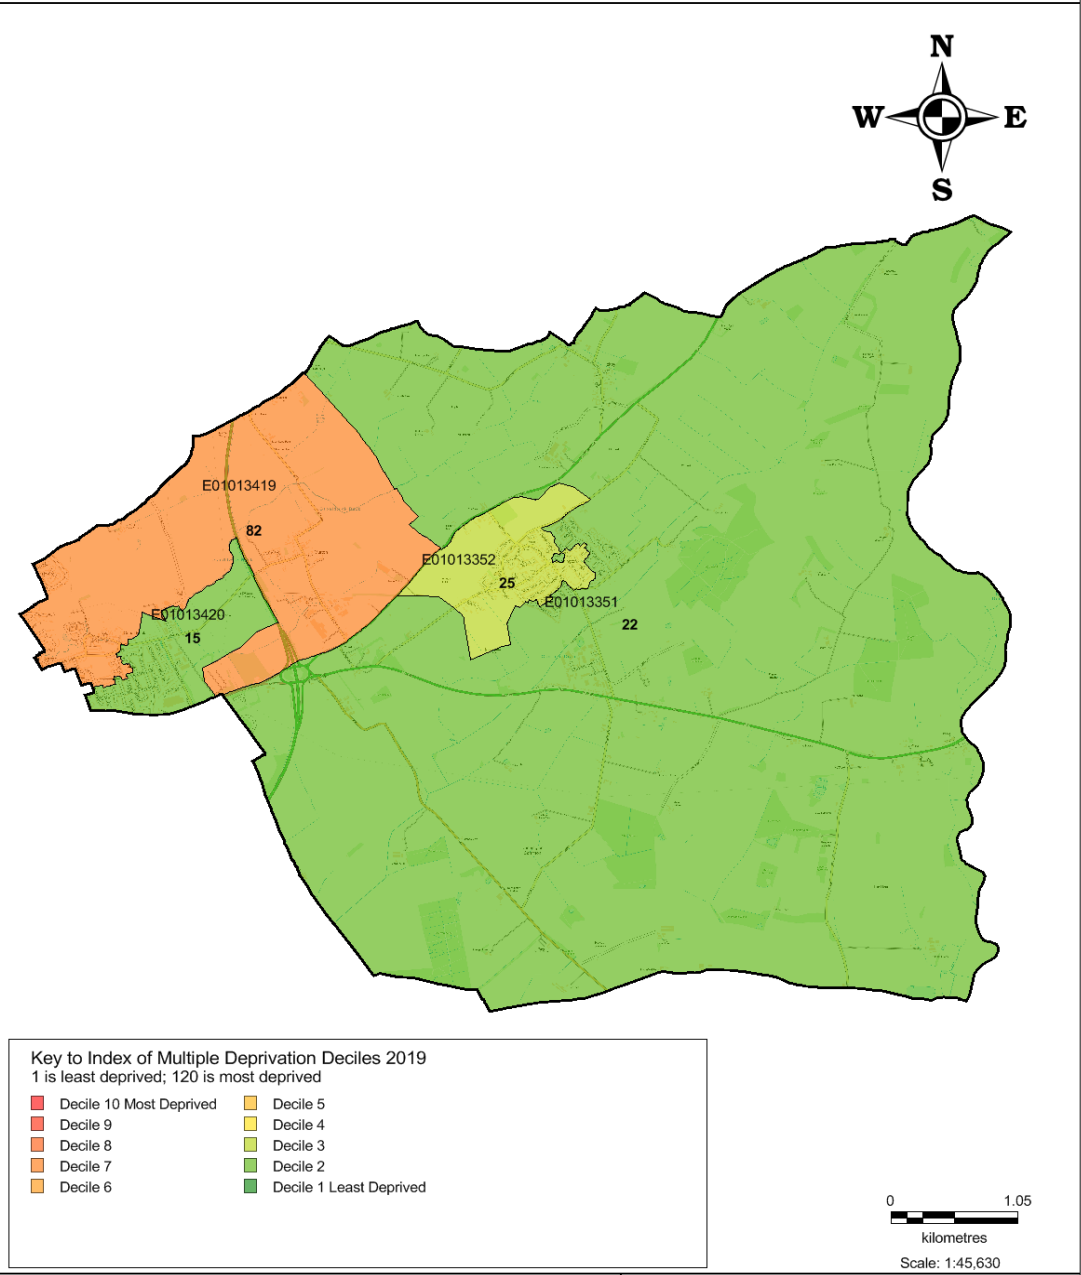 N
W E
S
E01013419
82
E01013352
25
E01013351
22
E01013420
15
Key to Index of Multiple Deprivation Deciles 2019
1 is least deprived; 120 is most deprived
Decile 10 Most Deprived Decile 5
Decile 9 Decile 4
Decile 8 Decile 3
Decile 7 Decile 2
Decile 6 Decile 1 Least Deprived
0 1.05
kilometres
Scale: 1:45,630